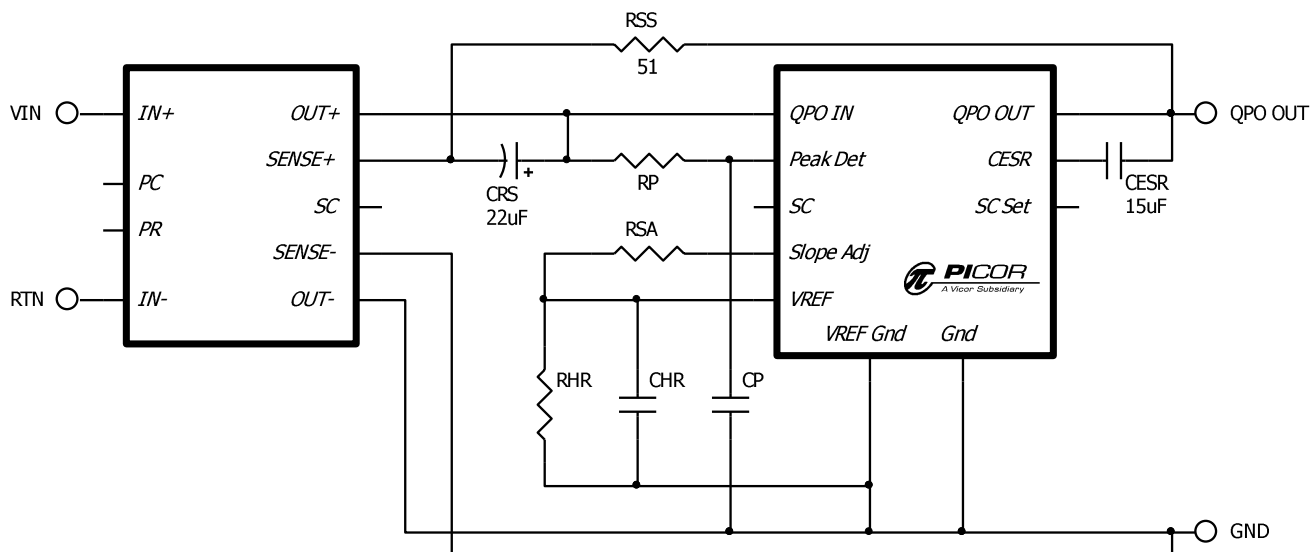 RSS
51
VIN
IN+
OUT+
QPO IN
QPO OUT
QPO OUT
SENSE+
Peak Det
CESR
PC
CRS
22uF
+
RP
CESR
15uF
SC
SC
SC Set
PR
RSA
SENSE-
Slope Adj
PICOR
A Vicor Subsidiary
RTN
IN-
OUT-
VREF
VREF Gnd
Gnd
RHR
CHR
CP
GND